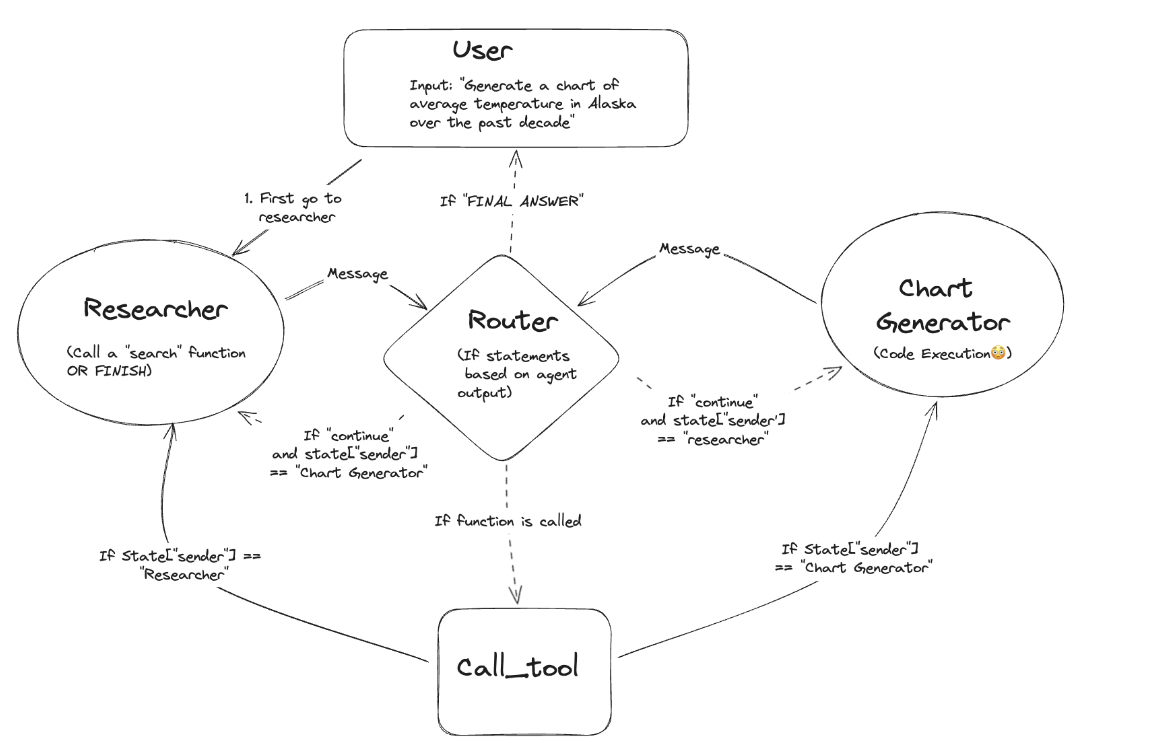 User
Input: "Generate a chart of
average temperature in Alaska
over the past decade"
1. First go to
researcher
If "FINAL ANSWER"
Message
Message
Researcher
(Call a "search" function
OR FINISH)
Router
(If statements
based on agent
output)
Chart
Generator
(Code Execution😳)
If "continue"
and state["sender"]
== "Chart Generator"
If "continue"
and state["sender']
== "researcher"
If function is called
If State["sender"] ==
"Researcher"
If State["sender"]
== "Chart Generator"
Call_tool